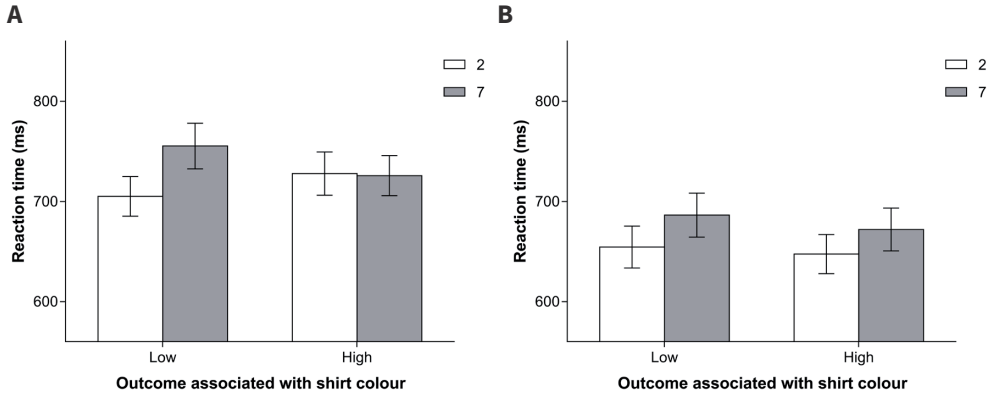 A
2
7
800
700
600
Reaction time (ms)
Low
High
Outcome associated with shirt colour
B
2
7
800
700
600
Reaction time (ms)
Low
High
Outcome associated with shirt colour